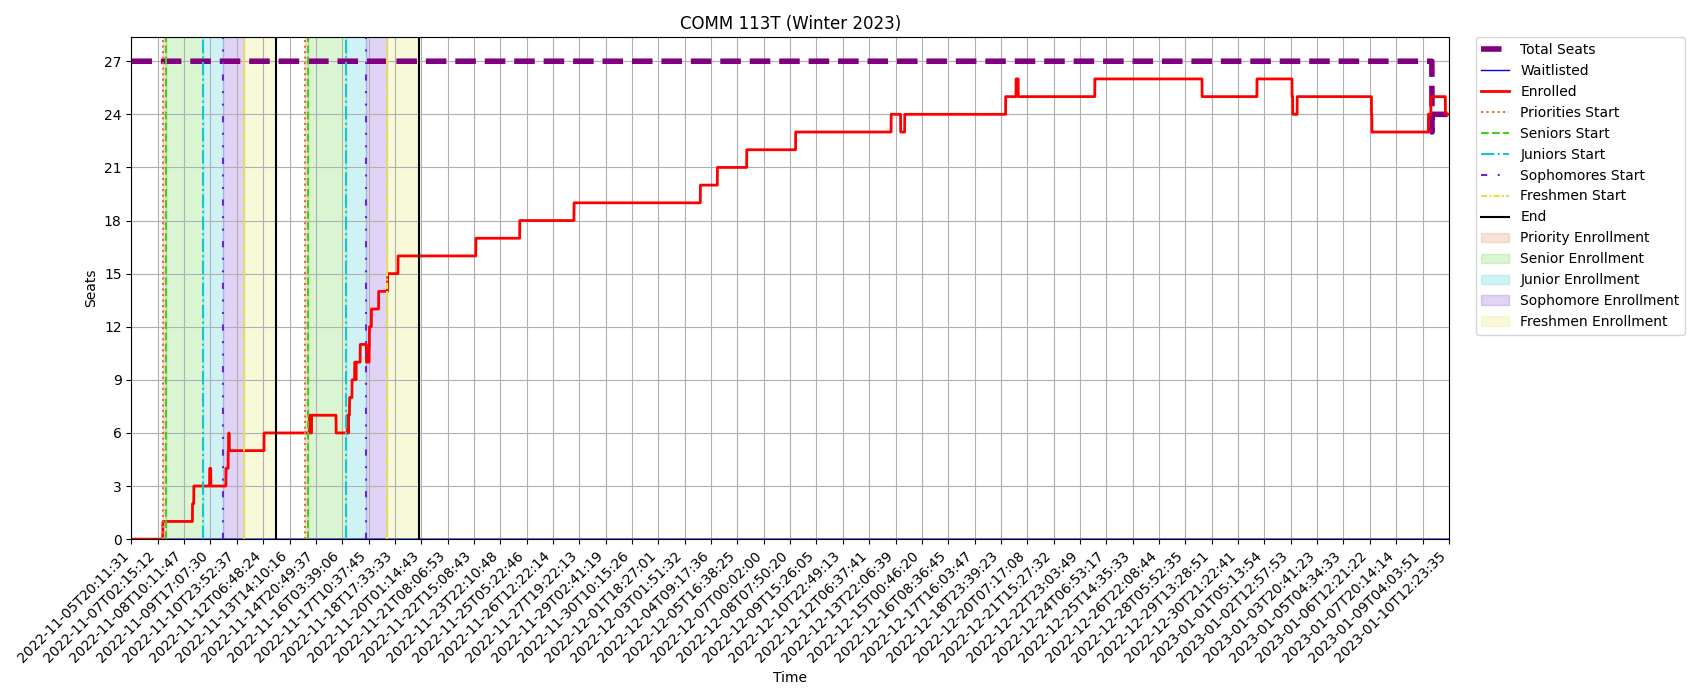 COMM 113T (Winter 2023)
Total Seats
Waitlisted
Enrolled
Priorities Start
Seniors Start
Juniors Start
Sophomores Start
Freshmen Start
End
Priority Enrollment
Senior Enrollment
Junior Enrollment
Sophomore Enrollment
Freshmen Enrollment
Seats
27
24
21
18
15
12
9
6
3
0
2022-11-05T20:11:31
2022-11-07T02:15:12
2022-11-08T10:11:47
2022-11-09T17:07:30
2022-11-10T23:52:37
2022-11-12T06:48:24
2022-11-13T14:10:16
2022-11-14T20:49:37
2022-11-16T03:39:06
2022-11-17T10:37:45
2022-11-18T17:33:33
2022-11-20T01:14:43
2022-11-21T08:06:53
2022-11-22T15:08:43
2022-11-23T22:10:48
2022-11-25T05:22:46
2022-11-26T12:22:14
2022-11-27T19:22:13
2022-11-29T02:41:19
2022-11-30T10:15:26
2022-12-01T18:27:01
2022-12-03T01:51:32
2022-12-04T09:17:36
2022-12-05T16:38:25
2022-12-07T00:02:00
2022-12-08T07:50:20
2022-12-09T15:26:05
2022-12-10T22:49:13
2022-12-12T06:37:41
2022-12-13T22:06:39
2022-12-15T00:46:20
2022-12-16T08:36:45
2022-12-17T16:03:47
2022-12-18T23:39:23
2022-12-20T07:17:08
2022-12-21T15:27:32
2022-12-22T23:03:49
2022-12-24T06:53:17
2022-12-25T14:35:33
2022-12-26T22:08:44
2022-12-28T05:52:35
2022-12-29T13:28:51
2022-12-30T21:22:41
2023-01-01T05:13:54
2023-01-02T12:57:53
2023-01-03T20:41:23
2023-01-05T04:34:33
2023-01-06T12:21:22
2023-01-07T20:14:14
2023-01-09T04:03:51
2023-01-10T12:23:35
Time